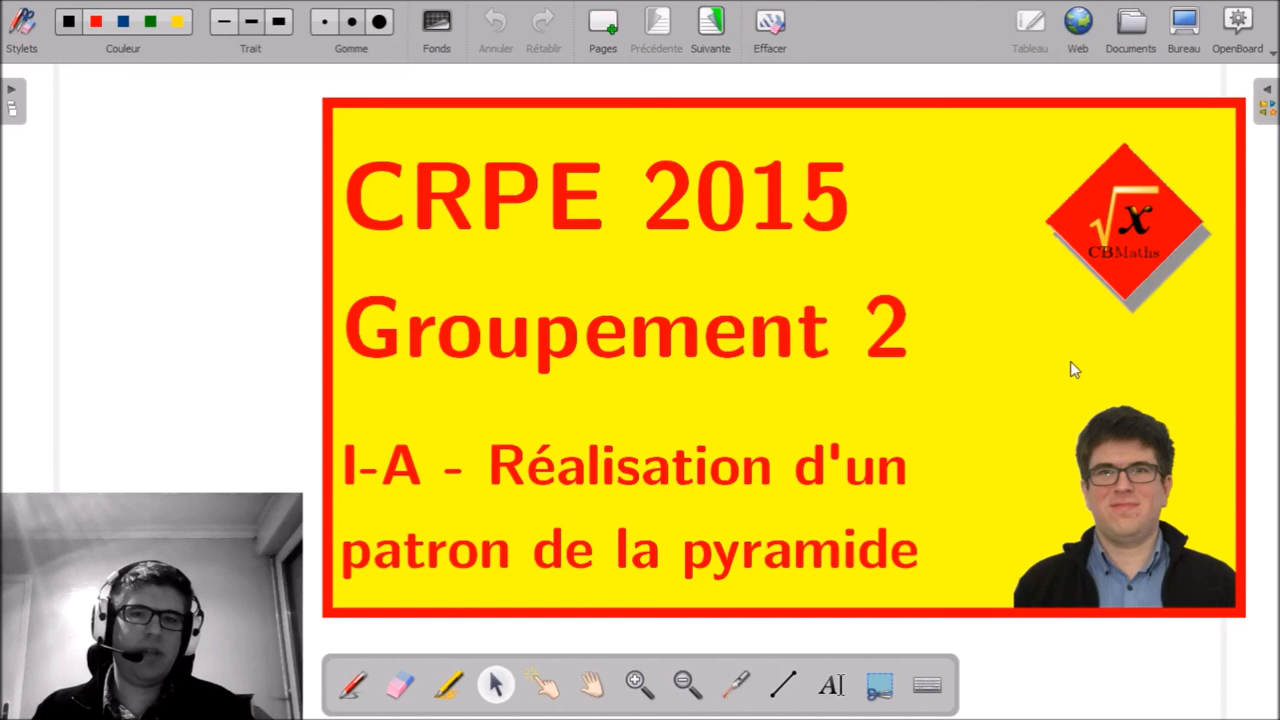 Stylets
Couleur
Trait
Gomme
Fonds
Annuler
Rétablir
Pages
Précédente
Suivante
Effacer
Tableau
Web
Documents
Bureau
OpenBoard
CRPE 2015
Groupement 2
I-A - Réalisation d'un
patron de la pyramide
√x
CBMaths
AI